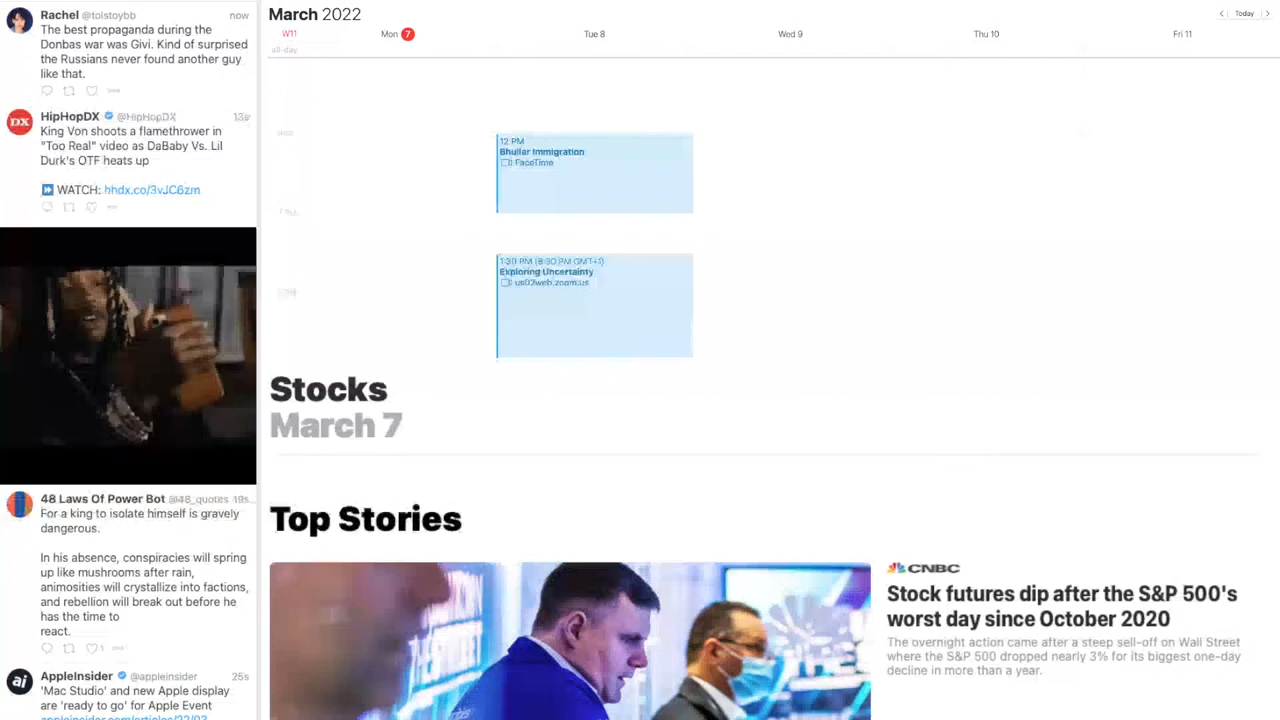 Rachel @tolstoybb now
The best propaganda during the
Donbas war was Givi. Kind of surprised
the Russians never found another guy
like that.
DX
HipHopDX @HipHopDX 13s
King Von shoots a flamethrower in
"Too Real" video as DaBaby Vs. Lil
Durk's OTF heats up
WATCH: hhdx.co/3vJC6zm
48 Laws Of Power Bot @48_quotes 19s
For a king to isolate himself is gravely
dangerous.
In his absence, conspiracies will spring
up like mushrooms after rain,
animosities will crystallize into factions,
and rebellion will break out before he
has the time to
react.
1
ai
AppleInsider @appleinsider 25s
'Mac Studio' and new Apple display
are 'ready to go' for Apple Event
appleinsider.com/articles/22/03
March 2022
< Today >
W11 Mon 7 Tue 8 Wed 9 Thu 10 Fri 11
all-day
12 PM
Bhullar Immigration
FaceTime
1:30 PM (8:30 PM GMT+1)
Exploring Uncertainty
us02web.zoom.us
Stocks
March 7
Top Stories
CNBC
Stock futures dip after the S&P 500's
worst day since October 2020
The overnight action came after a steep sell-off on Wall Street
where the S&P 500 dropped nearly 3% for its biggest one-day
decline in more than a year.